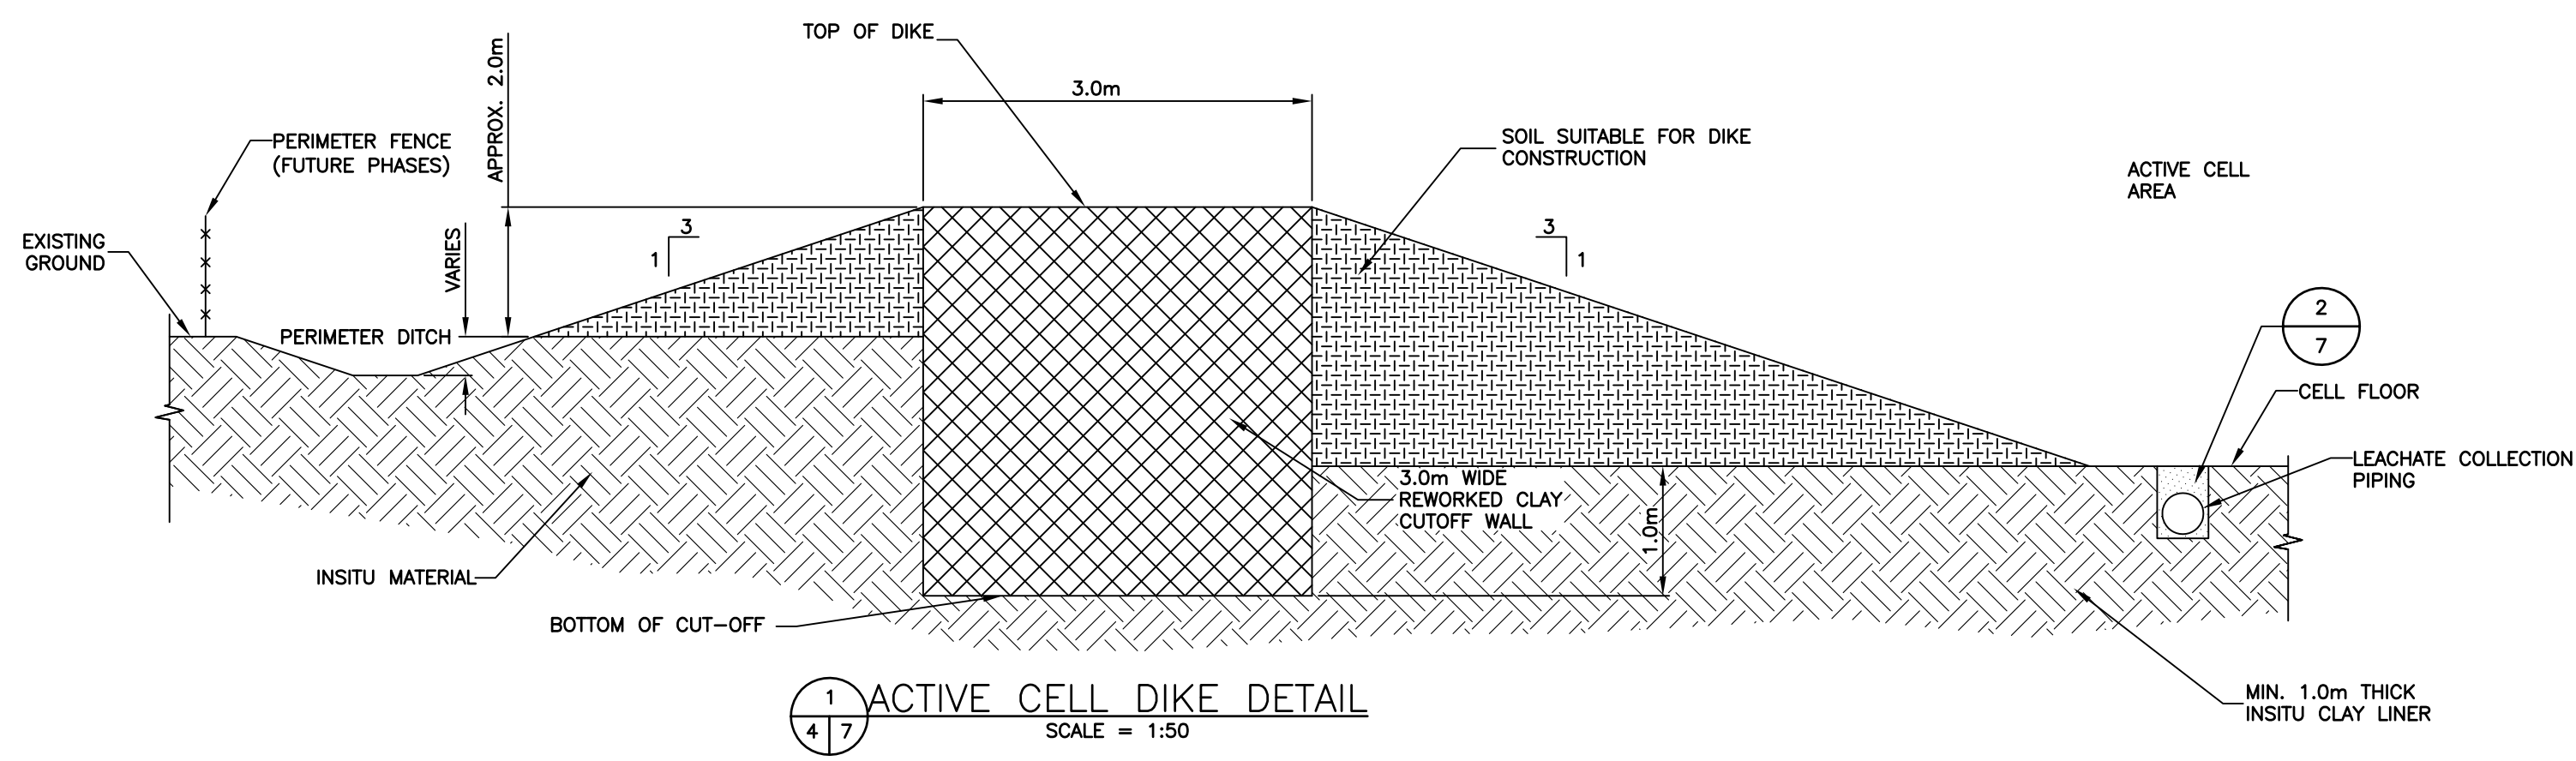 TOP OF DIKE
APPROX. 2.0m
3.0m
PERIMETER FENCE
(FUTURE PHASES)
SOIL SUITABLE FOR DIKE
CONSTRUCTION
ACTIVE CELL
AREA
EXISTING
GROUND
VARIES
3
1
3
1
PERIMETER DITCH
2
7
CELL FLOOR
LEACHATE COLLECTION
PIPING
3.0m WIDE
REWORKED CLAY
CUTOFF WALL
1.0m
INSITU MATERIAL
BOTTOM OF CUT-OFF
MIN. 1.0m THICK
INSITU CLAY LINER
1
4 7
ACTIVE CELL DIKE DETAIL
SCALE = 1:50